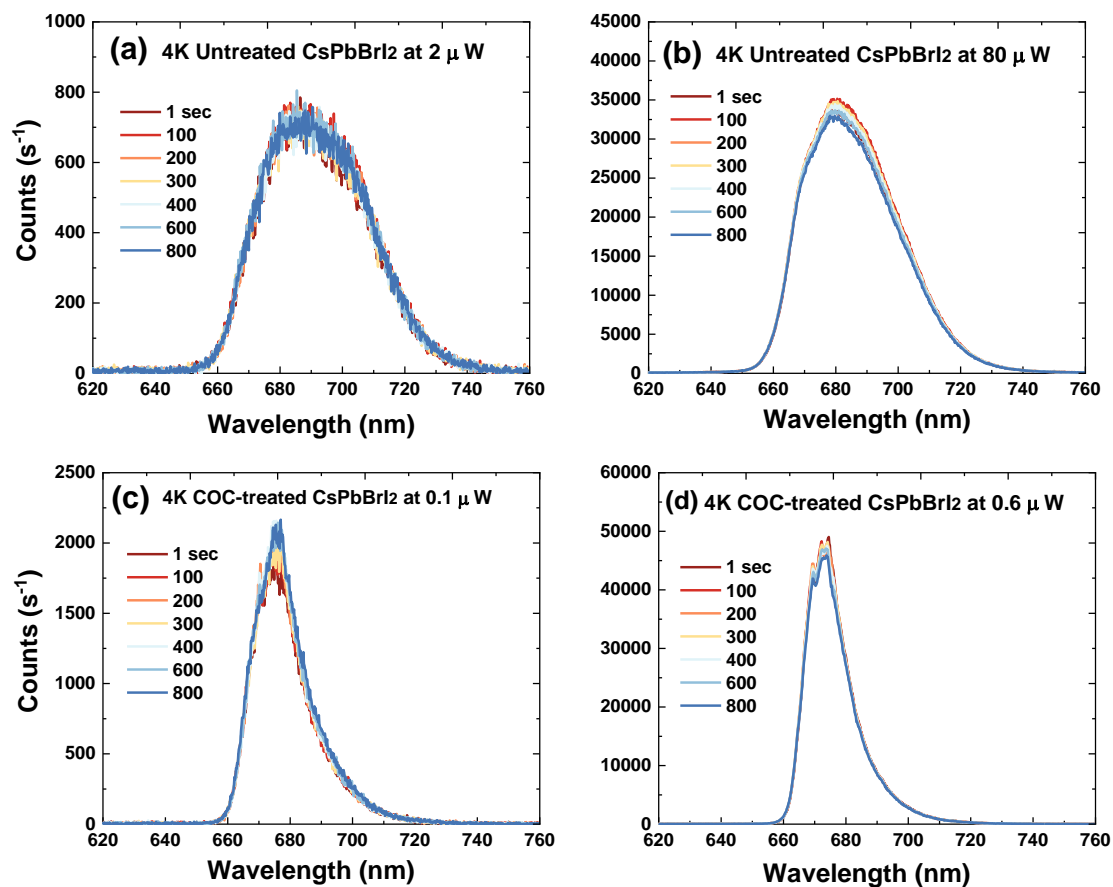 (a) 4K Untreated CsPbBrI₂ at 2 μ W
1000
800
600
400
200
0
Counts (s⁻¹)
1 sec
100
200
300
400
600
800
620 640 660 680 700 720 740 760
Wavelength (nm)
(b) 4K Untreated CsPbBrI₂ at 80 μ W
45000
40000
35000
30000
25000
20000
15000
10000
5000
0
1 sec
100
200
300
400
600
800
620 640 660 680 700 720 740 760
Wavelength (nm)
(c) 4K COC-treated CsPbBrI₂ at 0.1 μ W
2500
2000
1500
1000
500
0
Counts (s⁻¹)
1 sec
100
200
300
400
600
800
620 640 660 680 700 720 740 760
Wavelength (nm)
(d) 4K COC-treated CsPbBrI₂ at 0.6 μ W
60000
50000
40000
30000
20000
10000
0
1 sec
100
200
300
400
600
800
620 640 660 680 700 720 740 760
Wavelength (nm)